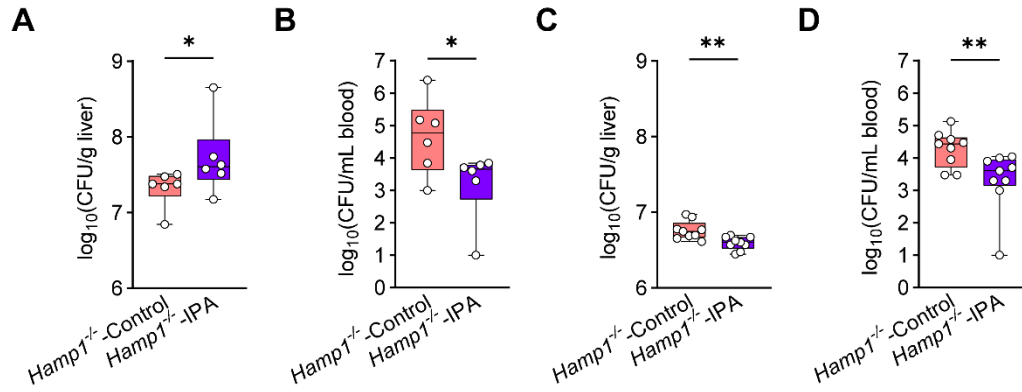 A
*
log₁₀(CFU/g liver)
9
8
7
6
Hamp1⁻/⁻-Control
Hamp1⁻/⁻-IPA
B
*
log₁₀(CFU/mL blood)
7
6
5
4
3
2
1
0
Hamp1⁻/⁻-Control
Hamp1⁻/⁻-IPA
C
**
log₁₀(CFU/g liver)
9
8
7
6
Hamp1⁻/⁻-Control
Hamp1⁻/⁻-IPA
D
**
log₁₀(CFU/mL blood)
7
6
5
4
3
2
1
0
Hamp1⁻/⁻-Control
Hamp1⁻/⁻-IPA